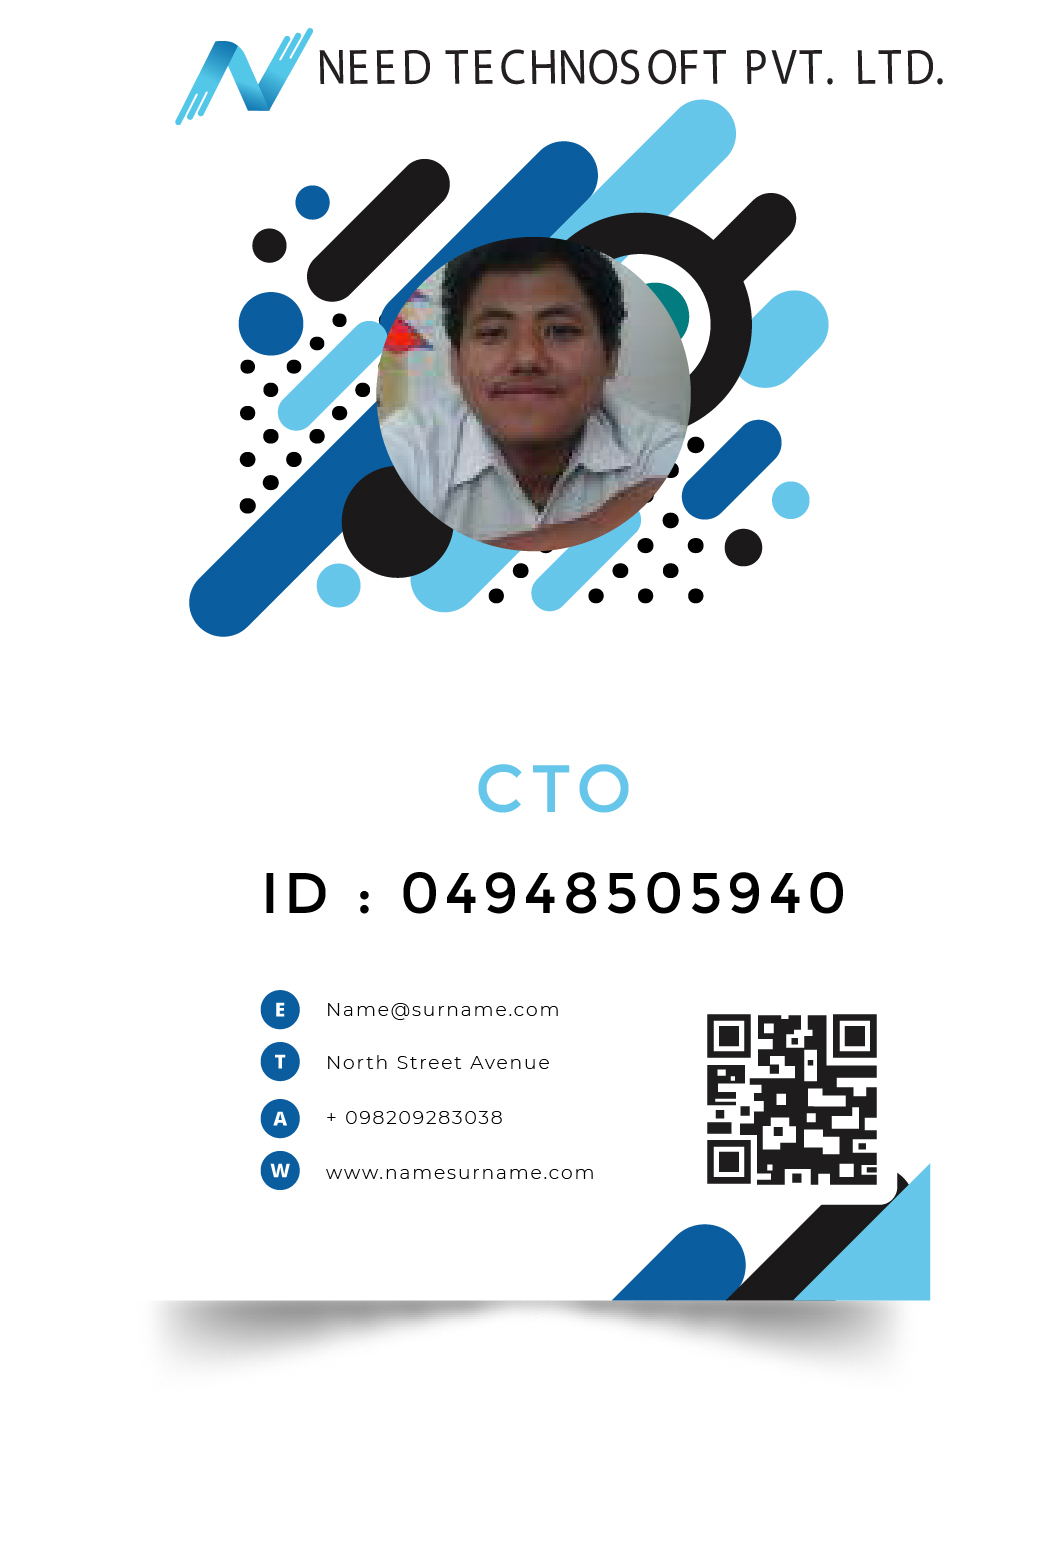 NEED TECHNOSOFT PVT. LTD.
CTO
ID : 04948505940
E Name@surname.com
T North Street Avenue
A + 098209283038
W www.namesurname.com